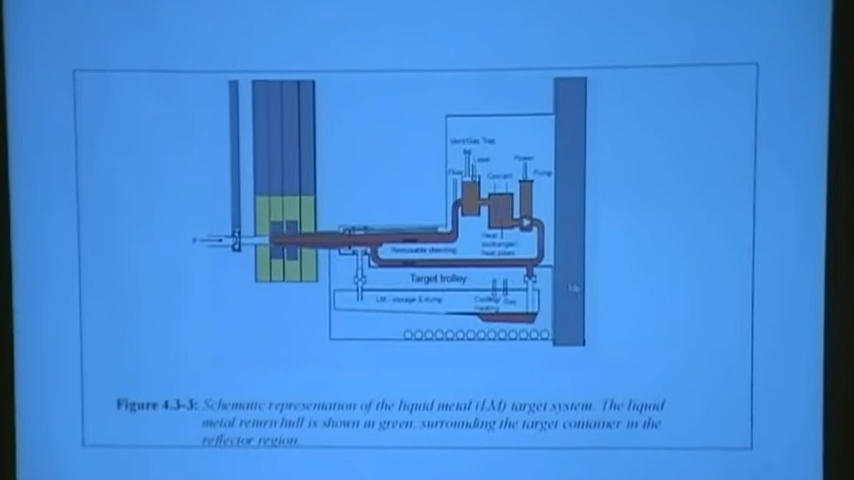 Vent/Gas Trap
Level
Flow
Coolant
Power
Pump
Heat
exchanger/
heat pipes
Removable shielding
Target trolley
LM - storage & dump
Cooling/
Heating
Gas
Figure 4.3-3: Schematic representation of the liquid metal (LM) target system. The liquid
metal return hull is shown in green, surrounding the target container in the
reflector region.